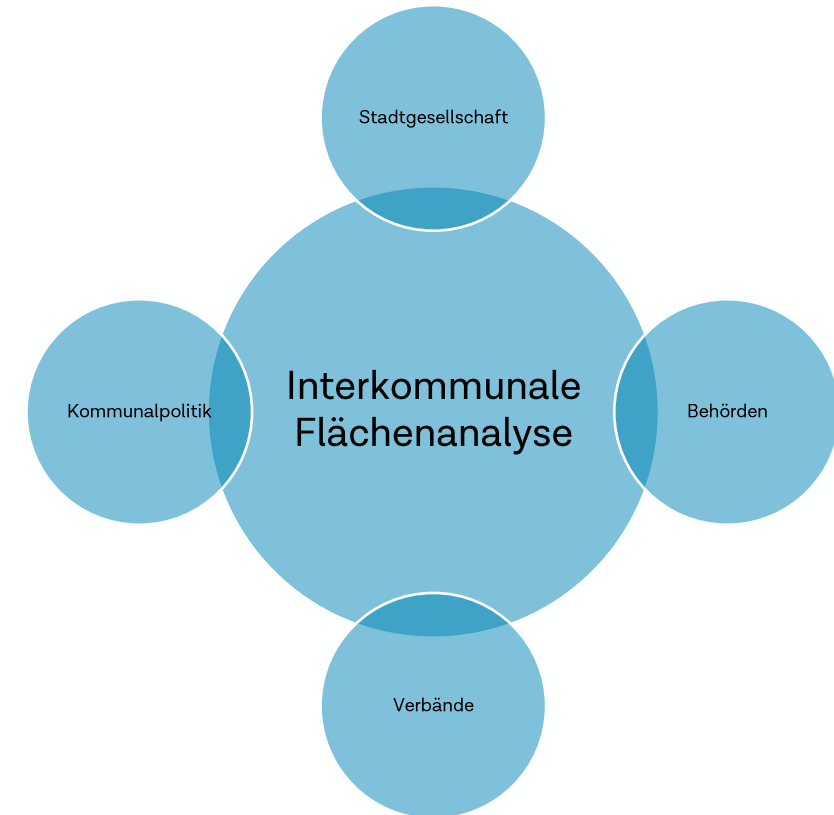 Stadtgesellschaft
Interkommunale
Flächenanalyse
Kommunalpolitik
Behörden
Verbände